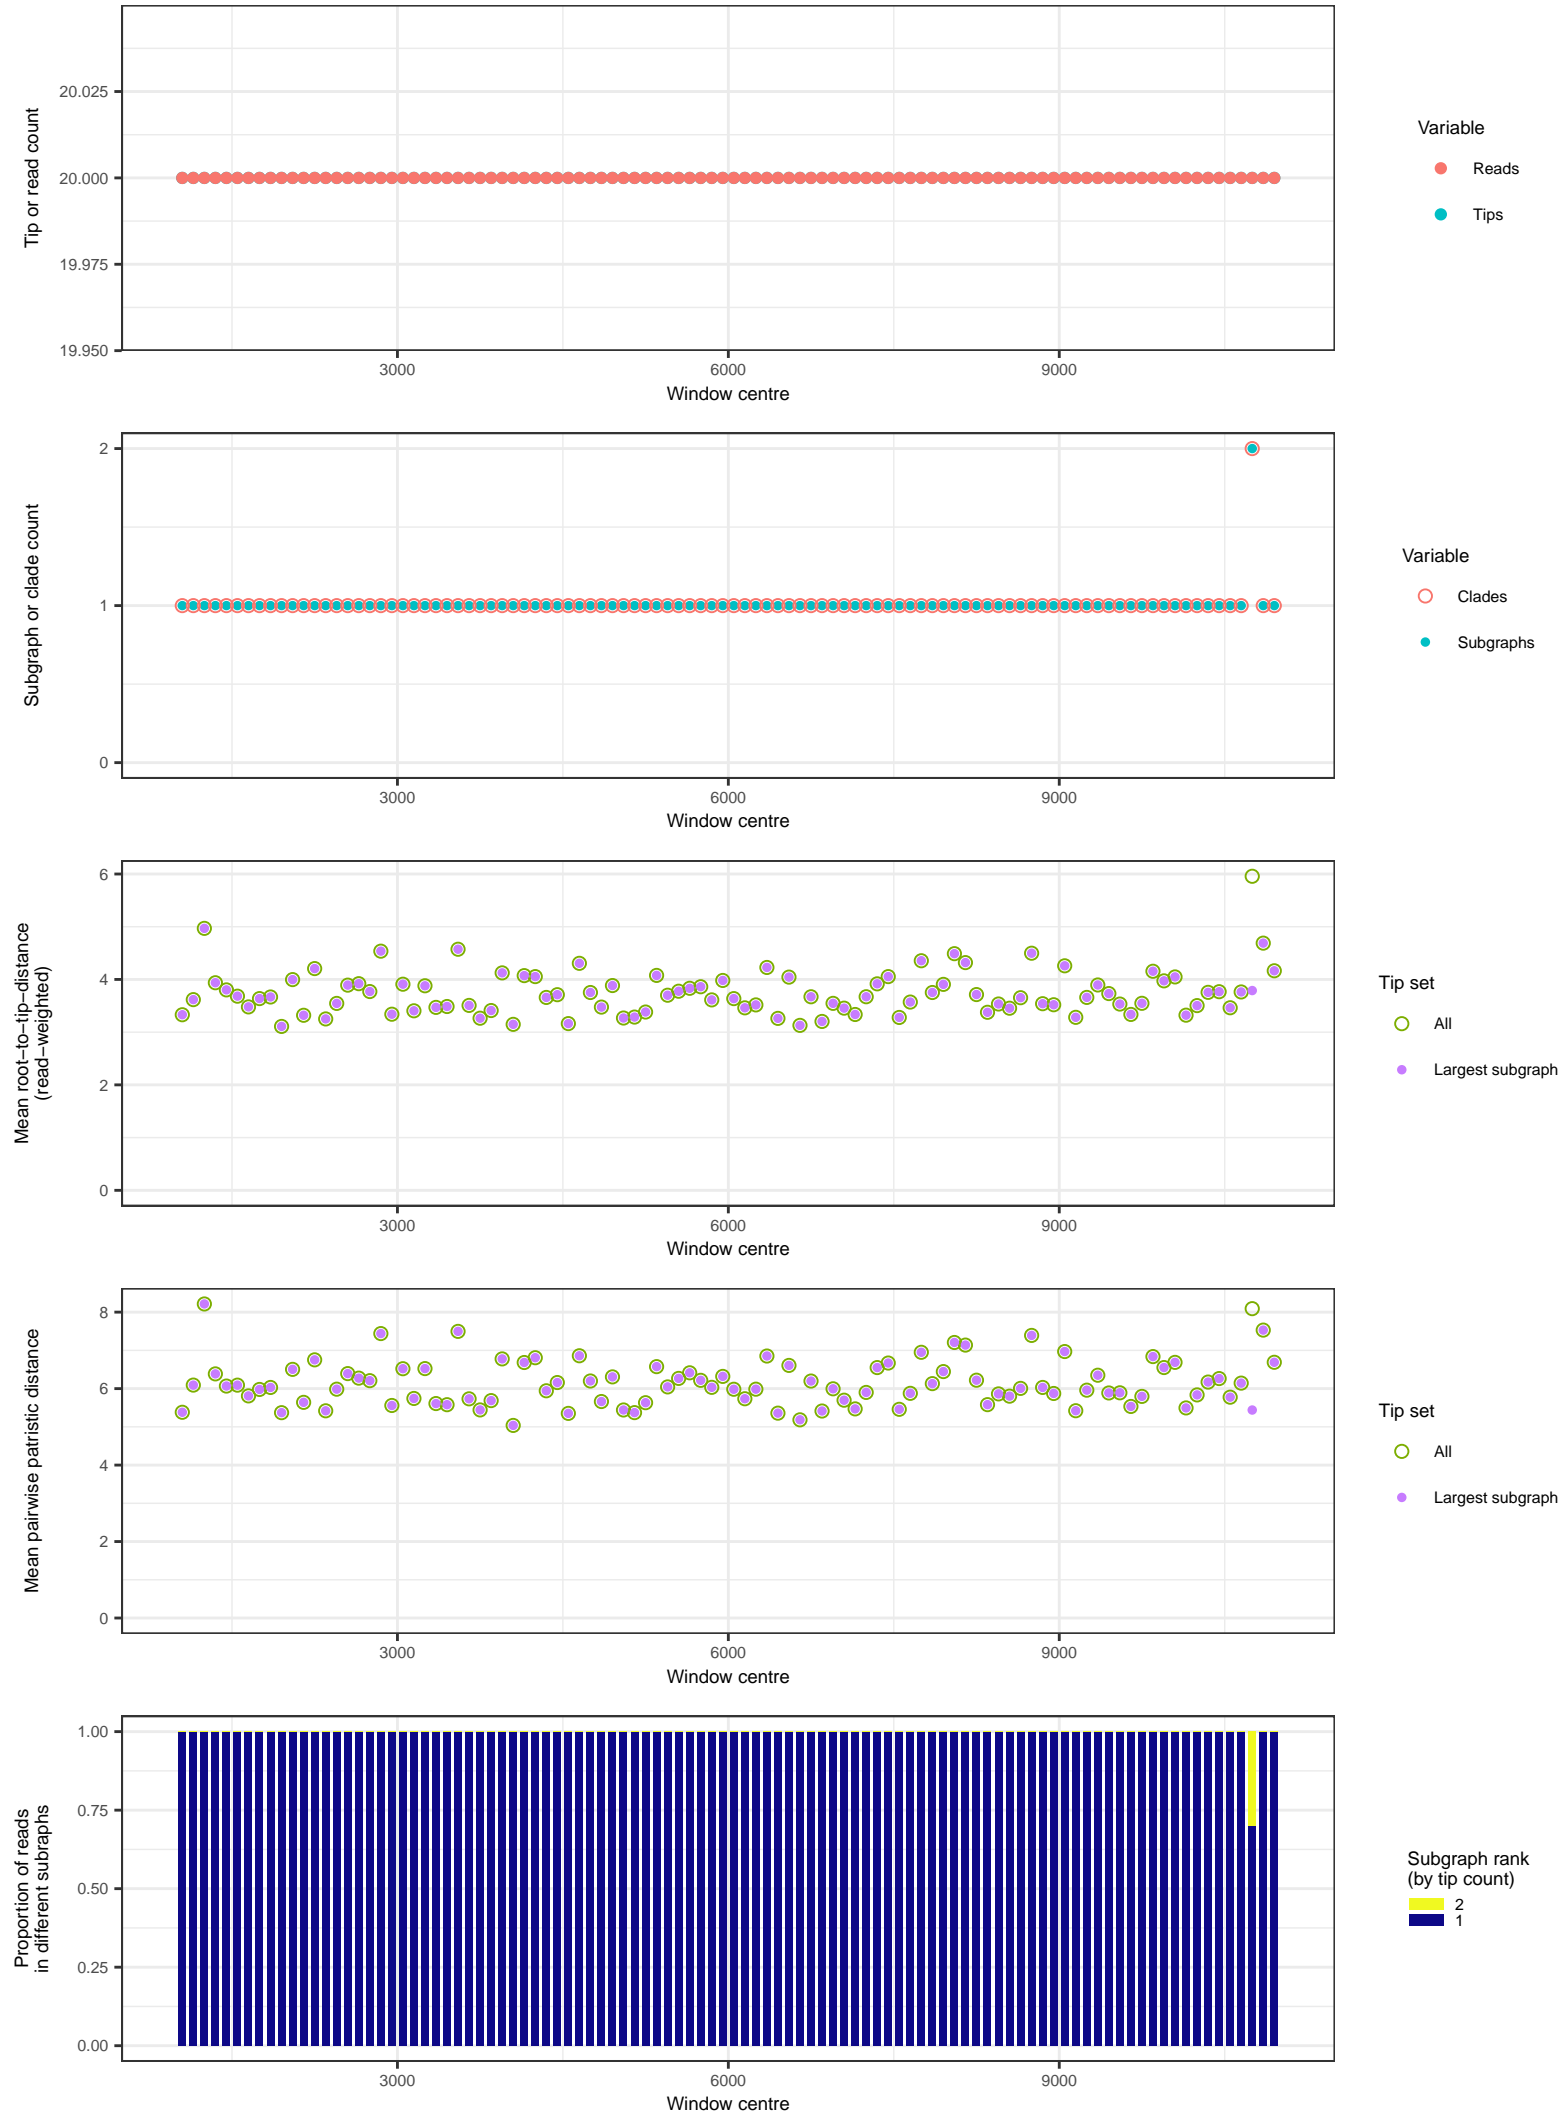 20.025
20.000
19.975
19.950
Tip or read count
3000
6000
9000
Window centre
Variable
Reads
Tips
2
1
0
Subgraph or clade count
3000
6000
9000
Window centre
Variable
Clades
Subgraphs
6
4
2
0
Mean root−to−tip−distance
(read−weighted)
3000
6000
9000
Window centre
Tip set
All
Largest subgraph
8
6
4
2
0
Mean pairwise patristic distance
3000
6000
9000
Window centre
Tip set
All
Largest subgraph
1.00
0.75
0.50
0.25
0.00
Proportion of reads
in different subraphs
3000
6000
9000
Window centre
Subgraph rank
(by tip count)
2
1